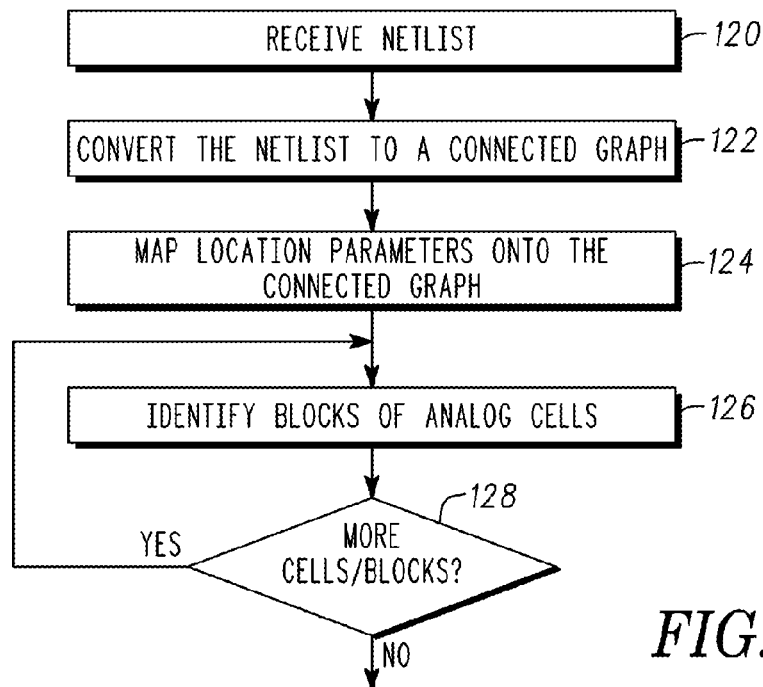 RECEIVE NETLIST
120
CONVERT THE NETLIST TO A CONNECTED GRAPH
122
MAP LOCATION PARAMETERS ONTO THE
CONNECTED GRAPH
124
IDENTIFY BLOCKS OF ANALOG CELLS
126
128
MORE
CELLS/BLOCKS?
YES
NO
FIG.